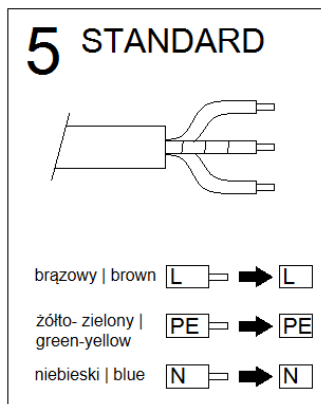 5 STANDARD
brązowy | brown L L
żółto- zielony |
green-yellow PE PE
niebieski | blue N N